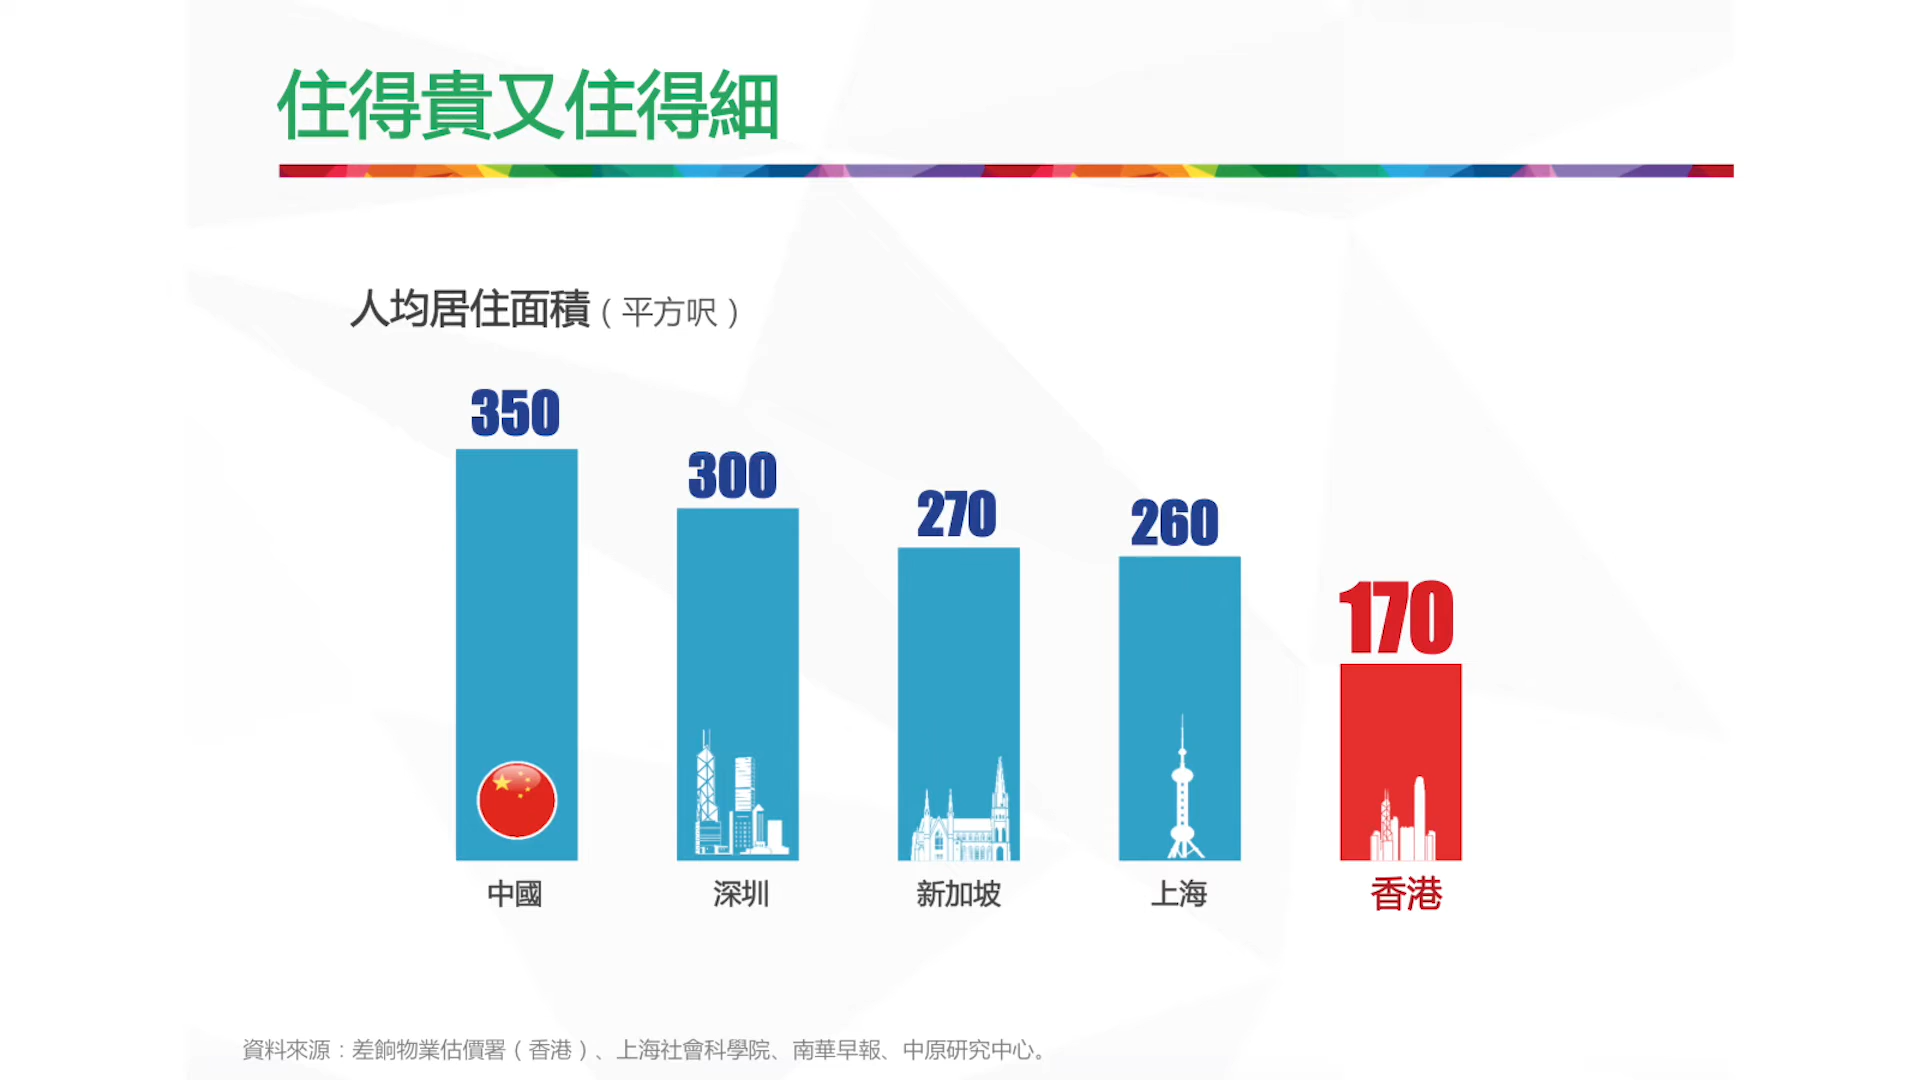 住得貴又住得細
人均居住面積（平方呎）
350
300
270
260
170
中國
深圳
新加坡
上海
香港
資料來源：差餉物業估價署（香港）、上海社會科學院、南華早報、中原研究中心。